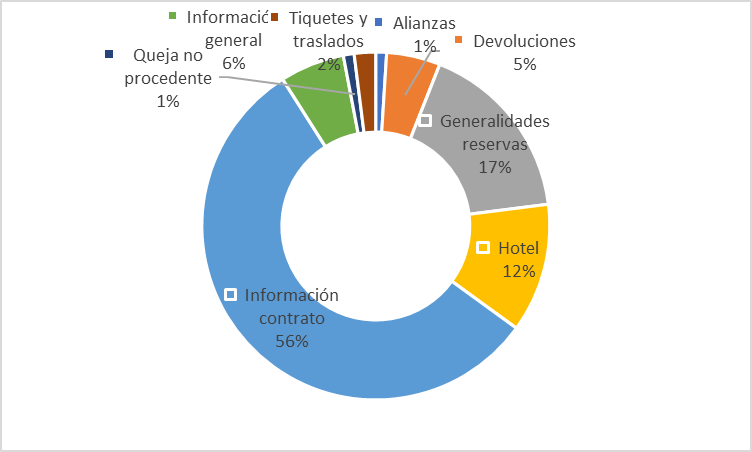 Informació
general
6%
Tiquetes y
traslados
2%
Alianzas
1%
Devoluciones
5%
Queja no
procedente
1%
Generalidades
reservas
17%
Hotel
12%
Información
contrato
56%